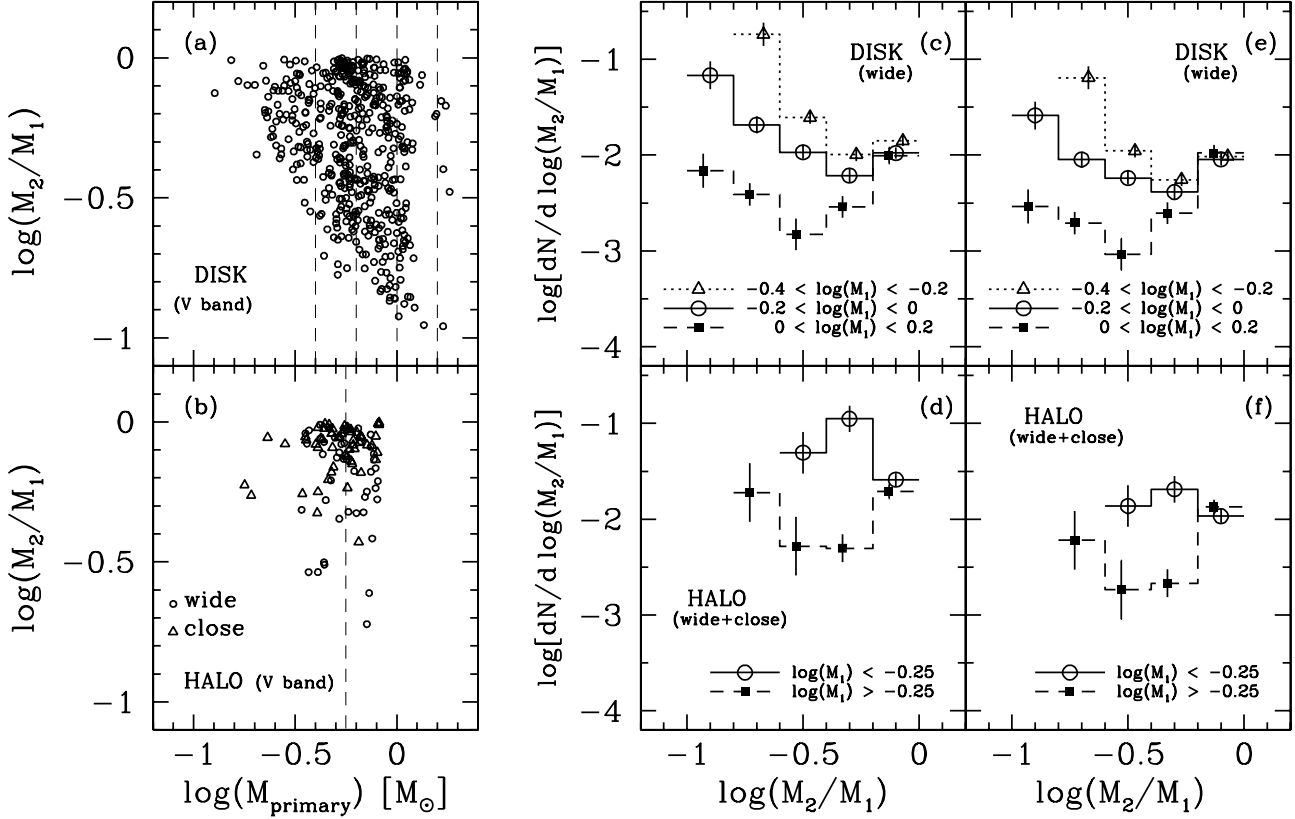 (a)
0
−0.5
−1
log(M₂/M₁)
DISK
(V band)
(b)
0
−0.5
−1
log(M₂/M₁)
wide
close
HALO (V band)
−1 −0.5 0
log(M_primary) [M_⊙]
(c)
DISK
(wide)
−1
−2
−3
−4
log[dN/d log(M₂/M₁)]
−0.4 < log(M₁) < −0.2
−0.2 < log(M₁) < 0
0 < log(M₁) < 0.2
(e)
DISK
(wide)
−0.4 < log(M₁) < −0.2
−0.2 < log(M₁) < 0
0 < log(M₁) < 0.2
(d)
−1
−2
−3
−4
log[dN/d log(M₂/M₁)]
HALO
(wide+close)
log(M₁) < −0.25
log(M₁) > −0.25
−1 −0.5 0
log(M₂/M₁)
(f)
HALO
(wide+close)
log(M₁) < −0.25
log(M₁) > −0.25
−1 −0.5 0
log(M₂/M₁)